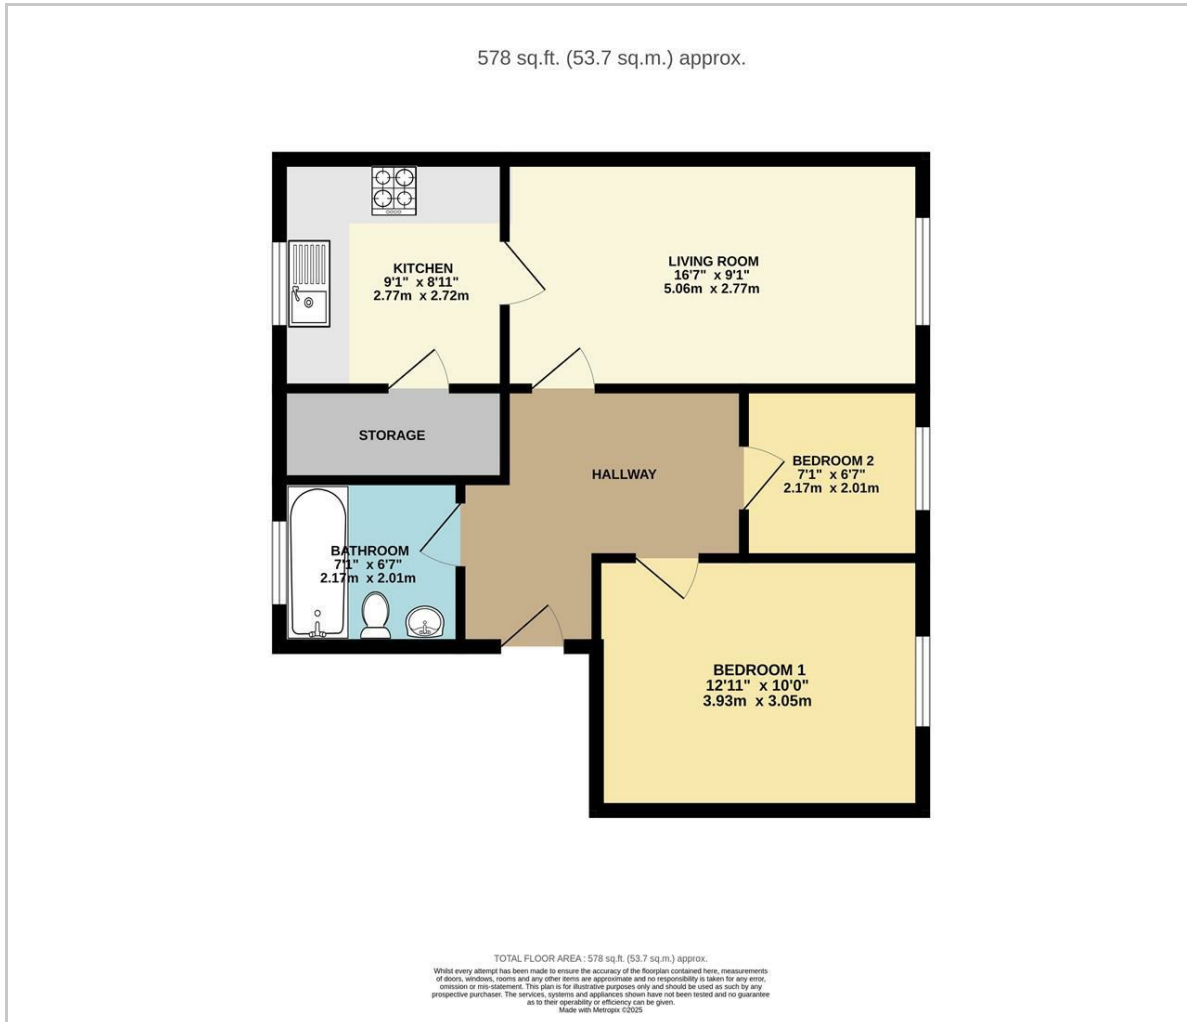 578 sq.ft. (53.7 sq.m.) approx.
KITCHEN
9'1" x 8'11"
2.77m x 2.72m
LIVING ROOM
16'7" x 9'1"
5.06m x 2.77m
STORAGE
HALLWAY
BEDROOM 2
7'1" x 6'7"
2.17m x 2.01m
BATHROOM
7'1" x 6'7"
2.17m x 2.01m
BEDROOM 1
12'11" x 10'0"
3.93m x 3.05m
TOTAL FLOOR AREA : 578 sq.ft. (53.7 sq.m.) approx.
Whilst every attempt has been made to ensure the accuracy of the floorplan contained here, measurements
of doors, windows, rooms and any other items are approximate and no responsibility is taken for any error,
omission or mis-statement. This plan is for illustrative purposes only and should be used as such by any
prospective purchaser. The services, systems and appliances shown have not been tested and no guarantee
as to their operability or efficiency can be given.
Made with Metropix ©2025